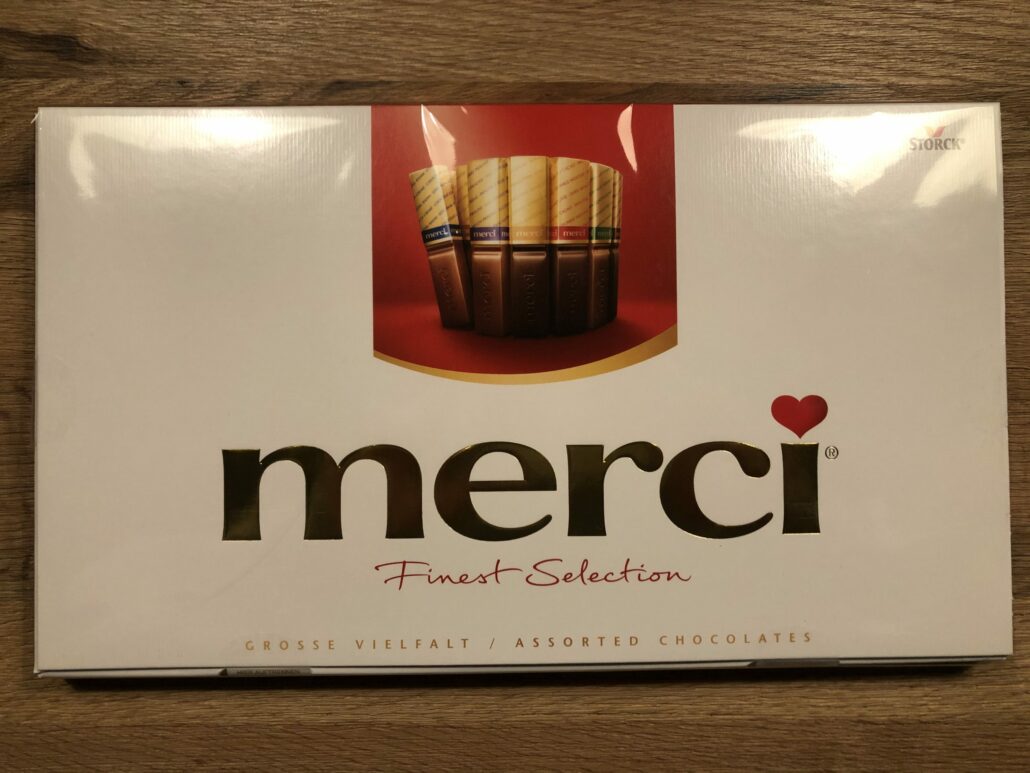 STORCK®
merci merci merci merci
merci®
Finest Selection
GROSSE VIELFALT / ASSORTED CHOCOLATES